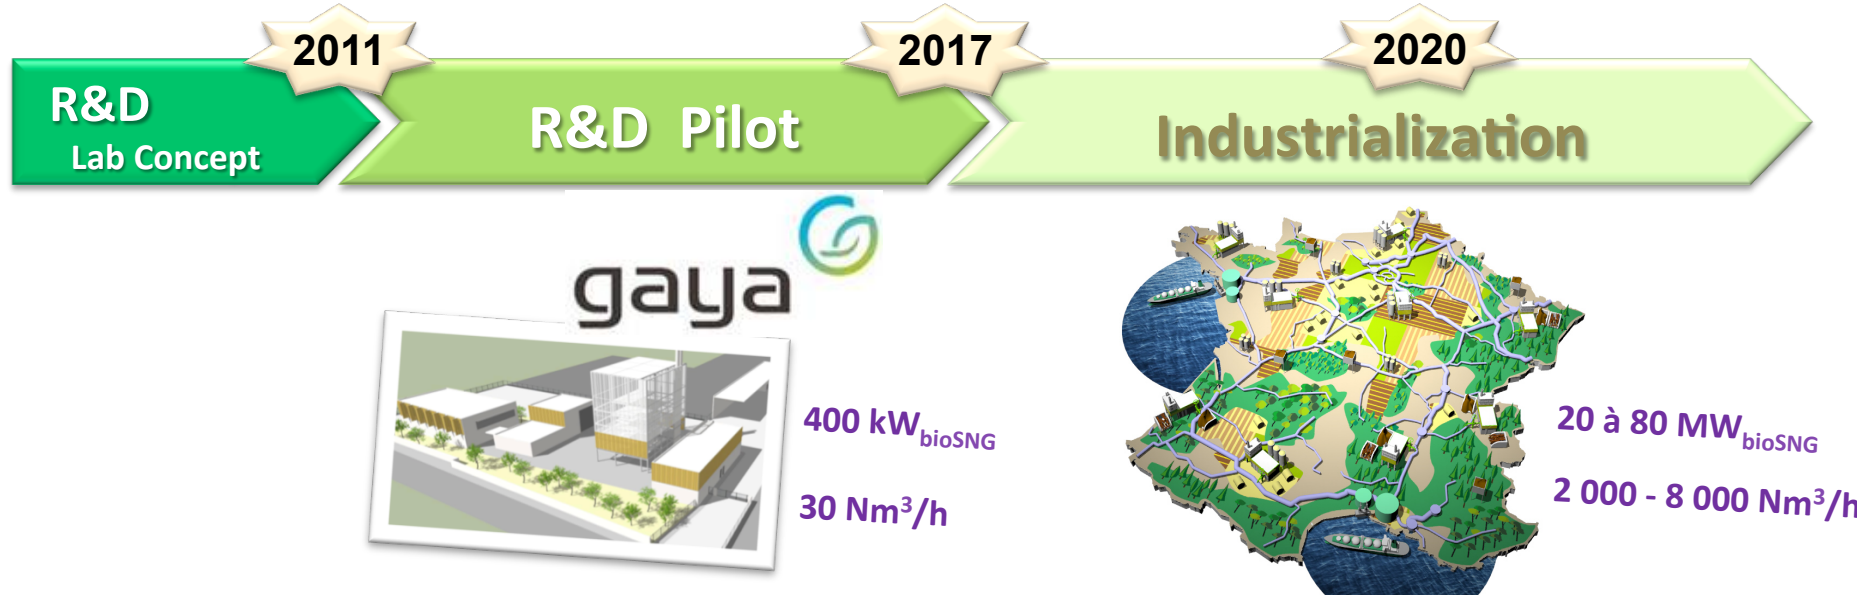 2011
2017
2020
R&D
Lab Concept
R&D Pilot
Industrialization
gaya
400 kWbioSNG
30 Nm³/h
20 à 80 MWbioSNG
2 000 - 8 000 Nm³/h